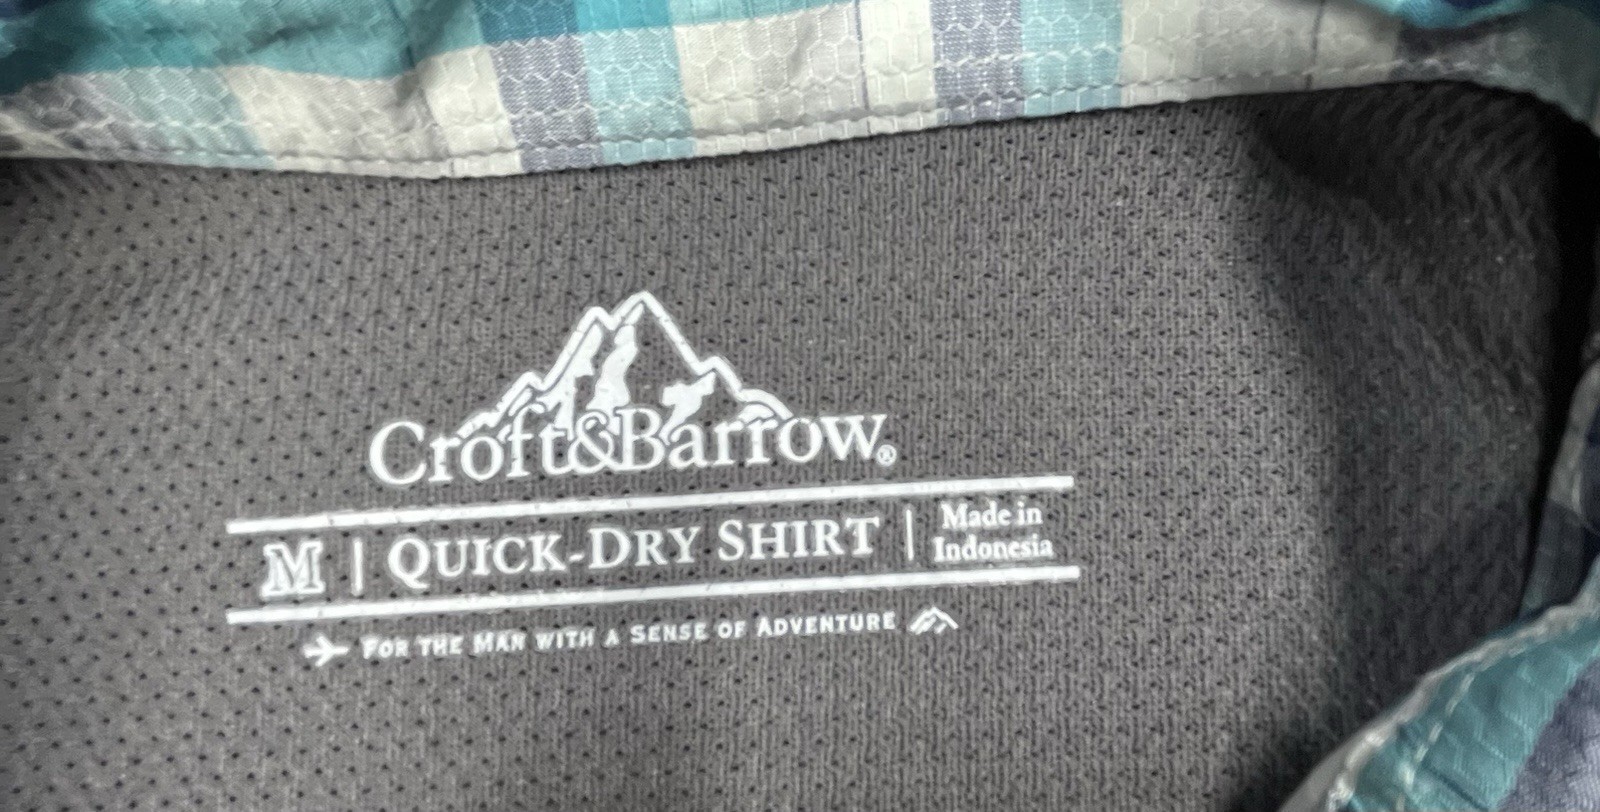 Croft&Barrow®
M | QUICK-DRY SHIRT | Made in Indonesia
FOR THE MAN WITH A SENSE OF ADVENTURE